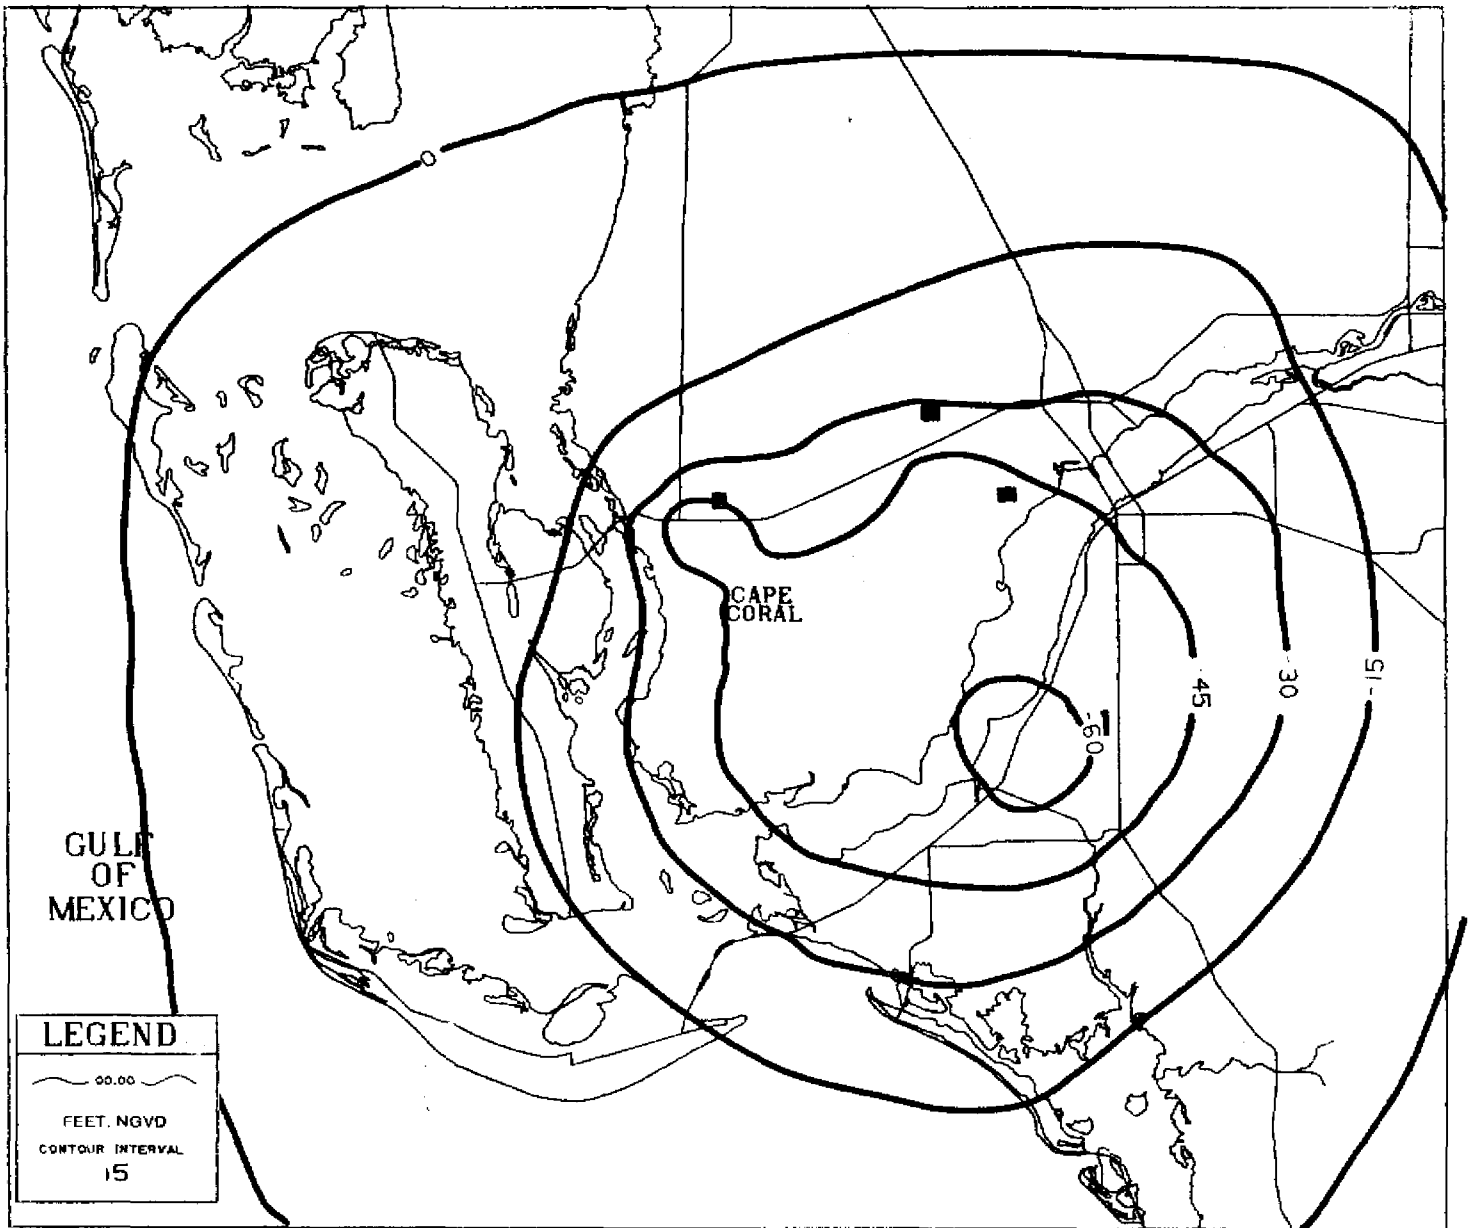 0
CAPE
CORAL
-15
-30
-45
-60
GULF
OF
MEXICO
LEGEND
00.00
FEET, NGVD
CONTOUR INTERVAL
15